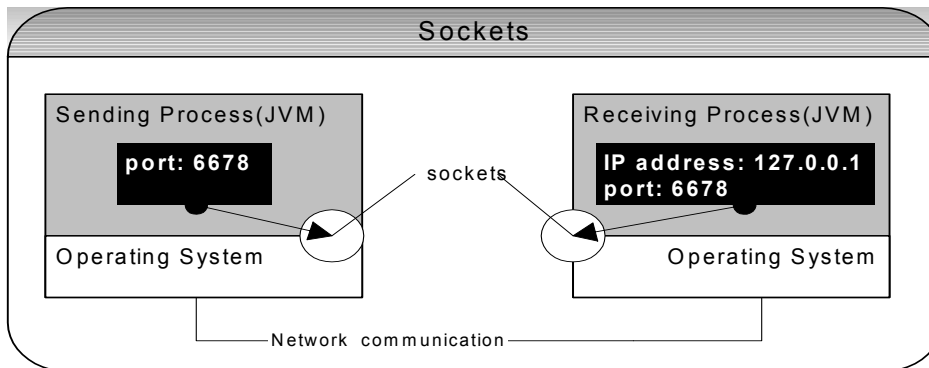 Sockets
Sending Process(JVM)
port: 6678
Operating System
sockets
Receiving Process(JVM)
IP address: 127.0.0.1
port: 6678
Operating System
Network communication